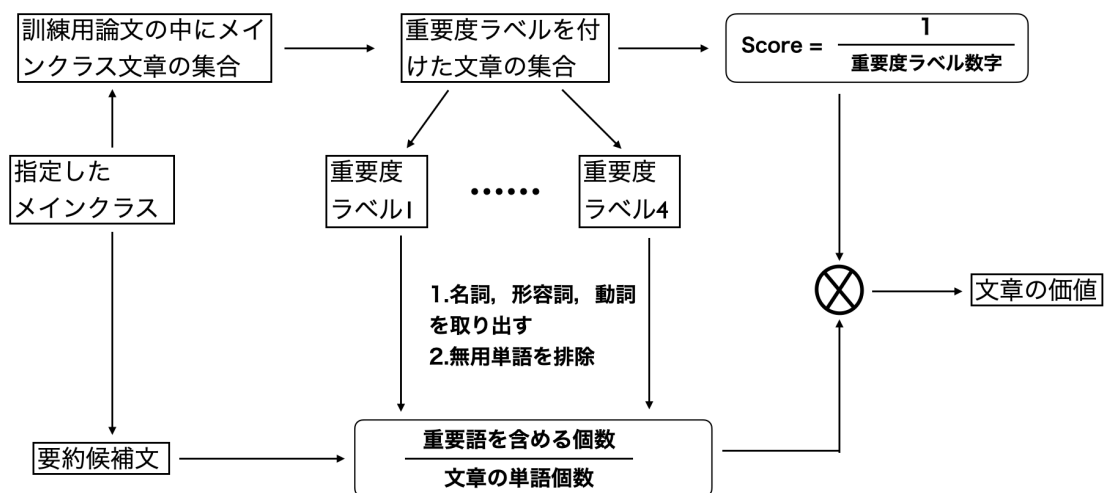 訓練用論文の中にメイ
ンクラス文章の集合
重要度ラベルを付
けた文章の集合
Score = 1
重要度ラベル数字
指定した
メインクラス
重要度
ラベル1
••••••
重要度
ラベル4
1.名詞，形容詞，動詞
を取り出す
2.無用単語を排除
文章の価値
要約候補文
重要語を含める個数
文章の単語個数